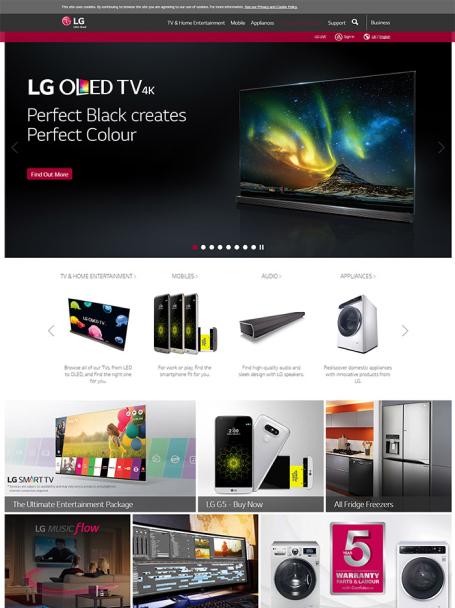 This site uses cookies. By continuing to browse the site you are agreeing to our use of cookies. For more information, See our Privacy and Cookie Policy.
LG
TV & Home Entertainment Mobile Appliances Support Business
LG LIVE Sign in UK / English
LG OLED TV 4K
Perfect Black creates
Perfect Colour
Find Out More
TV & HOME ENTERTAINMENT > MOBILES > AUDIO > APPLIANCES >
LG OLED TV
Browse all of our TVs, from LED
to OLED, and find the right one
for you.
For work or play, find the
smartphone fit for you.
Find high-quality audio and
sleek design with LG speakers.
Rediscover domestic appliances
with innovative products from
LG.
LG SMART TV
The Ultimate Entertainment Package
LG G5 - Buy Now
All Fridge Freezers
LG MUSIC flow
5
YEAR
WARRANTY
PARTS & LABOUR